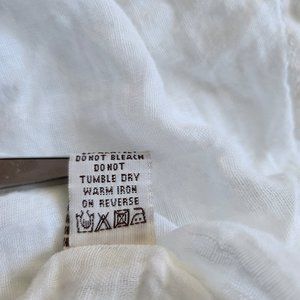 DO NOT BLEACH
DO NOT
TUMBLE DRY
WARM IRON
ON REVERSE